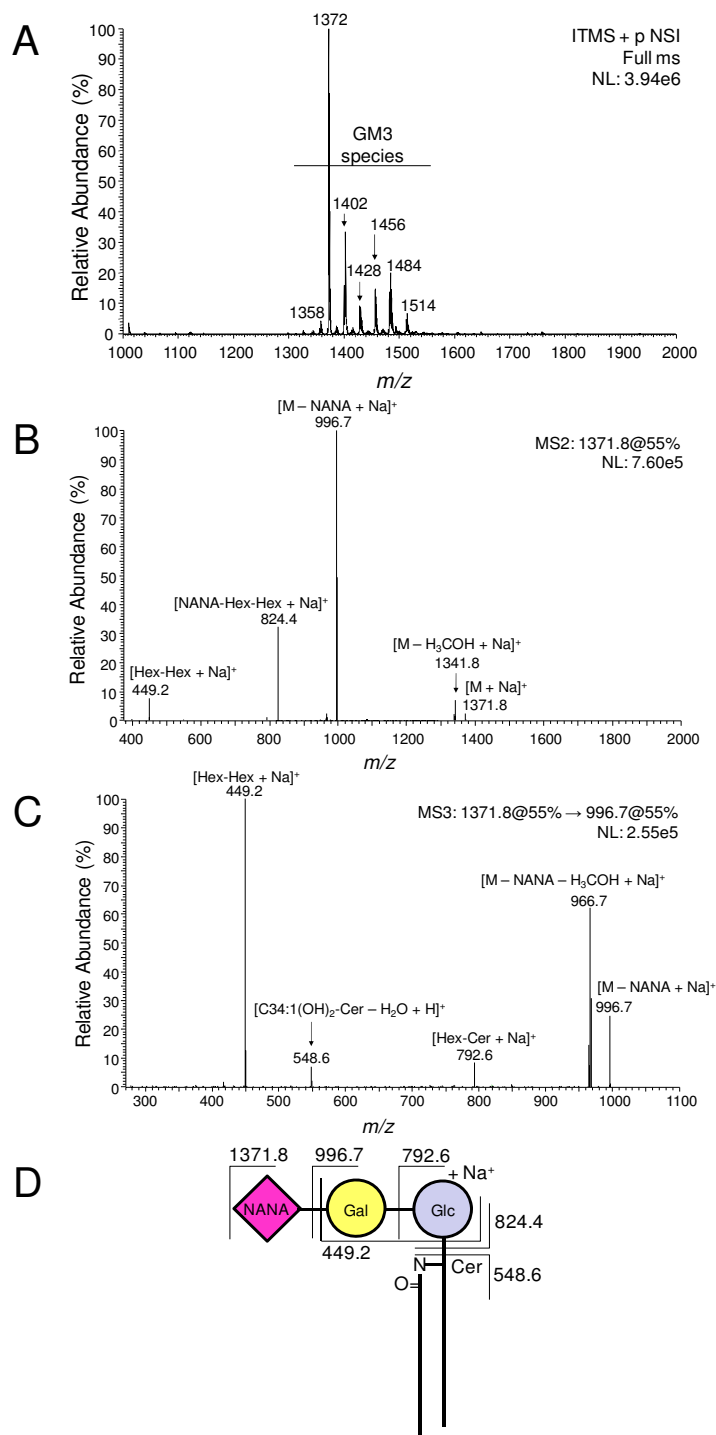 A
ITMS + p NSI
Full ms
NL: 3.94e6
Relative Abundance (%)
100
90
80
70
60
50
40
30
20
10
0
1372
GM3
species
1402
1456
1428
1484
1358
1514
1000 1200 1400 1600 1800 2000
m/z
B
MS2: 1371.8@55%
NL: 7.60e5
Relative Abundance (%)
100
90
80
70
60
50
40
30
20
10
0
[M – NANA + Na]+
996.7
[NANA-Hex-Hex + Na]+
824.4
[M – H₃COH + Na]+
1341.8
[Hex-Hex + Na]+
449.2
[M + Na]+
1371.8
400 600 800 1000 1200 1400 1600 1800 2000
m/z
C
MS3: 1371.8@55% → 996.7@55%
NL: 2.55e5
Relative Abundance (%)
100
90
80
70
60
50
40
30
20
10
0
[Hex-Hex + Na]+
449.2
[M – NANA – H₃COH + Na]+
966.7
[M – NANA + Na]+
996.7
[C34:1(OH)₂-Cer – H₂O + H]+
548.6
[Hex-Cer + Na]+
792.6
300 400 500 600 700 800 900 1000 1100
m/z
D
1371.8 996.7 792.6
+ Na+
NANA Gal Glc
449.2
824.4
N Cer
548.6
O=